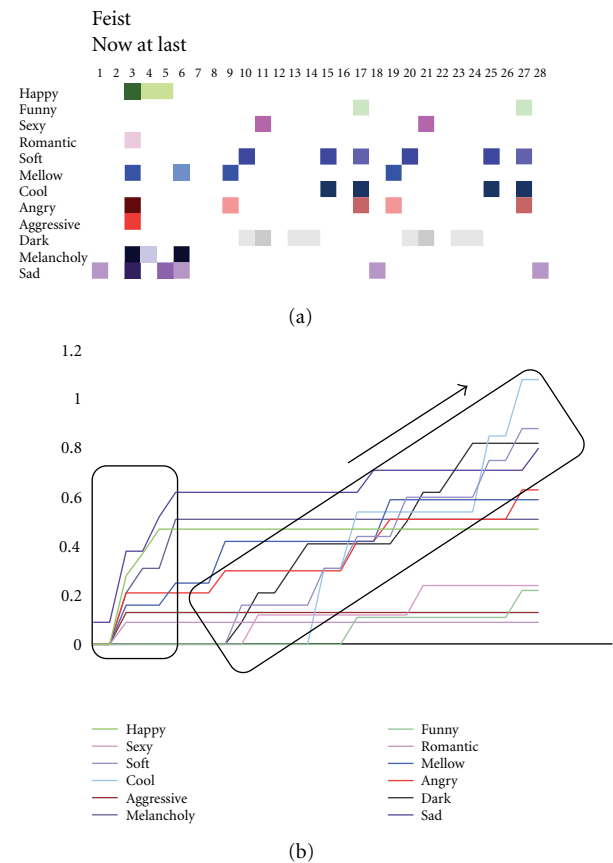 Feist
Now at last
1 2 3 4 5 6 7 8 9 10 11 12 13 14 15 16 17 18 19 20 21 22 23 24 25 26 27 28
Happy
Funny
Sexy
Romantic
Soft
Mellow
Cool
Angry
Aggressive
Dark
Melancholy
Sad
(a)
1.2
1
0.8
0.6
0.4
0.2
0
Happy Funny
Sexy Romantic
Soft Mellow
Cool Angry
Aggressive Dark
Melancholy Sad
(b)